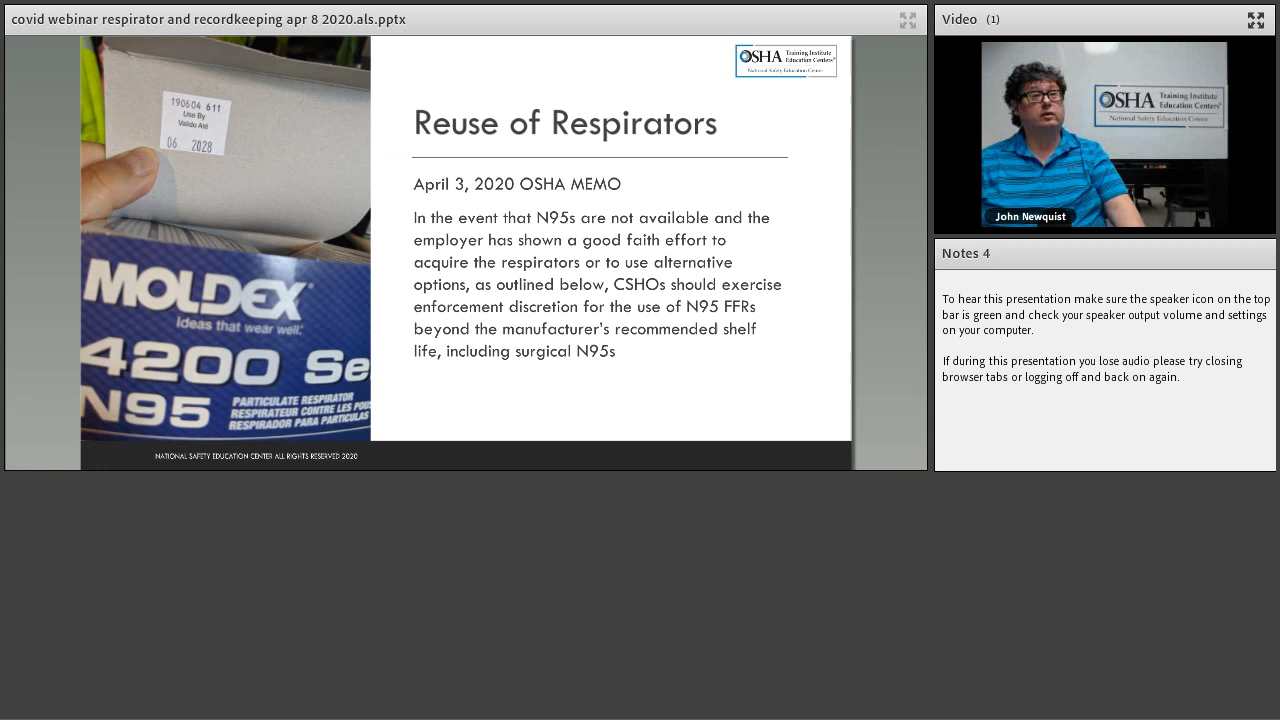 covid webinar respirator and recordkeeping apr 8 2020.als.pptx
190604 611
Use By
Valido Até
06 2028
MOLDEX®
Ideas that wear well.
4200 Se
N95 PARTICULATE RESPIRATOR
RESPIRATEUR CONTRE LES POU
RESPIRADOR PARA PARTICULAS
OSHA Training Institute
Education Centers®
National Safety Education Center
Reuse of Respirators
April 3, 2020 OSHA MEMO
In the event that N95s are not available and the
employer has shown a good faith effort to
acquire the respirators or to use alternative
options, as outlined below, CSHOs should exercise
enforcement discretion for the use of N95 FFRs
beyond the manufacturer's recommended shelf
life, including surgical N95s
NATIONAL SAFETY EDUCATION CENTER ALL RIGHTS RESERVED 2020
Video (1)
OSHA Training Institute
Education Centers®
National Safety Education Center
John Newquist
Notes 4
To hear this presentation make sure the speaker icon on the top
bar is green and check your speaker output volume and settings
on your computer.
If during this presentation you lose audio please try closing
browser tabs or logging off and back on again.